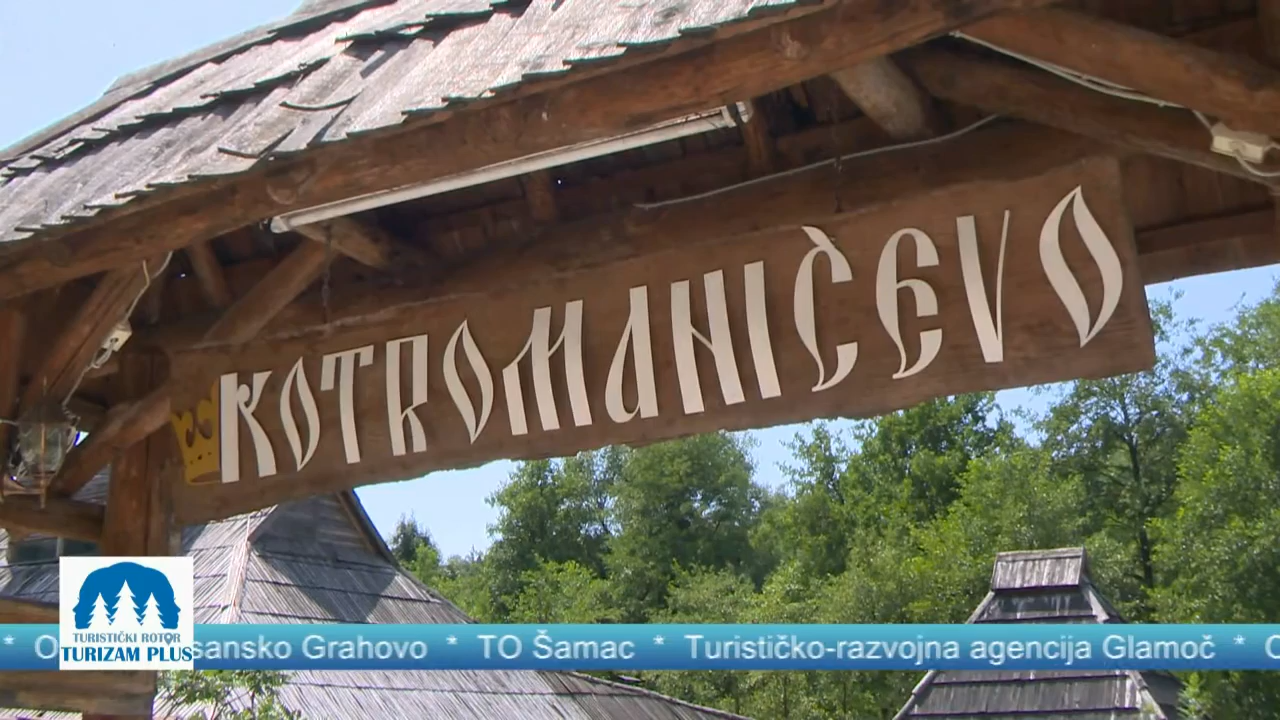 KOTROMANIĆEVO
TURISTIČKI ROTOR
TURIZAM PLUS
* O sansko Grahovo * TO Šamac * Turističko-razvojna agencija Glamoč *